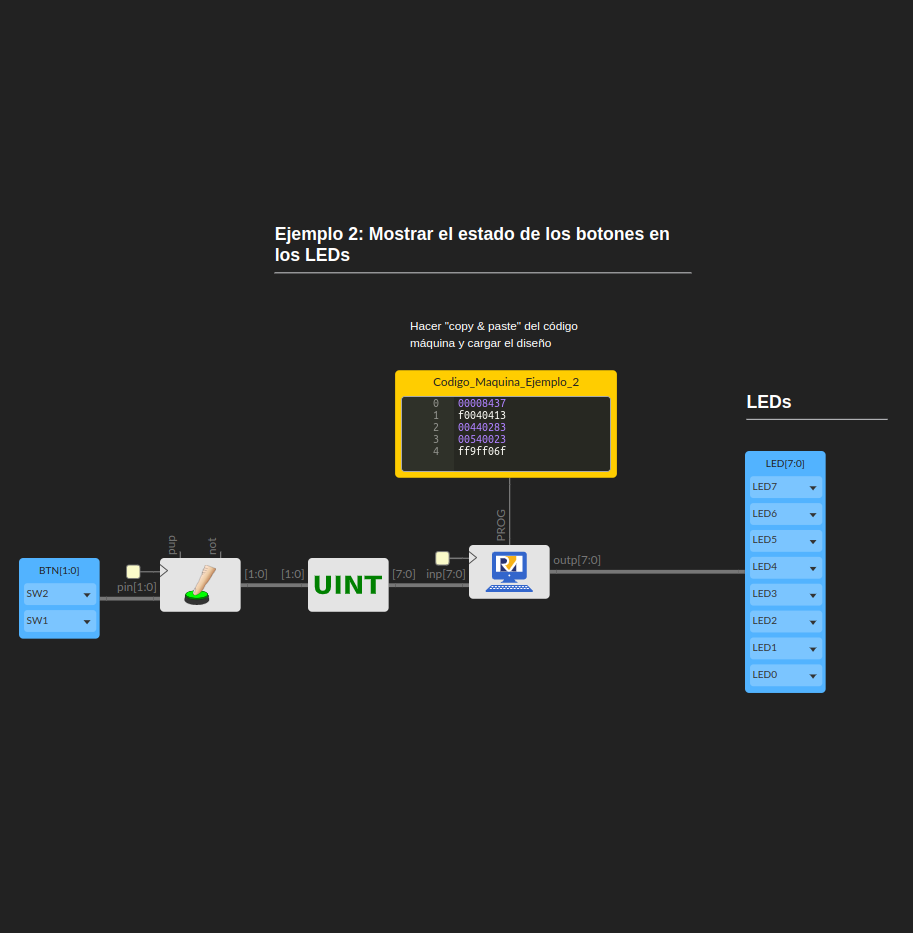 Ejemplo 2: Mostrar el estado de los botones en
los LEDs
Hacer "copy & paste" del código
máquina y cargar el diseño
Codigo_Maquina_Ejemplo_2
0 00008437
1 f0040413
2 00440283
3 00540023
4 ff9ff06f
LEDs
LED[7:0]
LED7
LED6
LED5
LED4
LED3
LED2
LED1
LED0
PROG
outp[7:0]
inp[7:0]
[7:0]
UINT
[1:0]
[1:0]
pup
not
pin[1:0]
BTN[1:0]
SW2
SW1